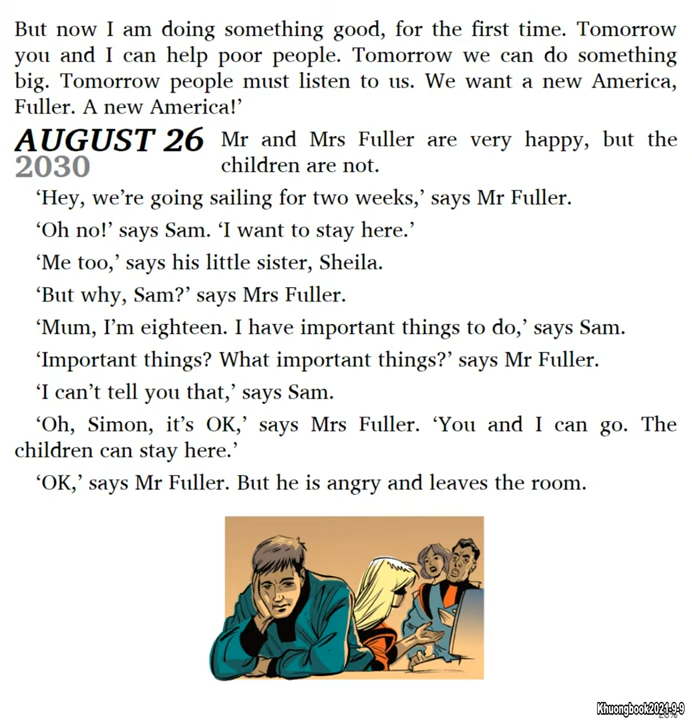 But now I am doing something good, for the first time. Tomorrow
you and I can help poor people. Tomorrow we can do something
big. Tomorrow people must listen to us. We want a new America,
Fuller. A new America!’
AUGUST 26
2030
Mr and Mrs Fuller are very happy, but the
children are not.
‘Hey, we’re going sailing for two weeks,’ says Mr Fuller.
‘Oh no!’ says Sam. ‘I want to stay here.’
‘Me too,’ says his little sister, Sheila.
‘But why, Sam?’ says Mrs Fuller.
‘Mum, I’m eighteen. I have important things to do,’ says Sam.
‘Important things? What important things?’ says Mr Fuller.
‘I can’t tell you that,’ says Sam.
‘Oh, Simon, it’s OK,’ says Mrs Fuller. ‘You and I can go. The
children can stay here.’
‘OK,’ says Mr Fuller. But he is angry and leaves the room.
Khuongbook2021-9-9